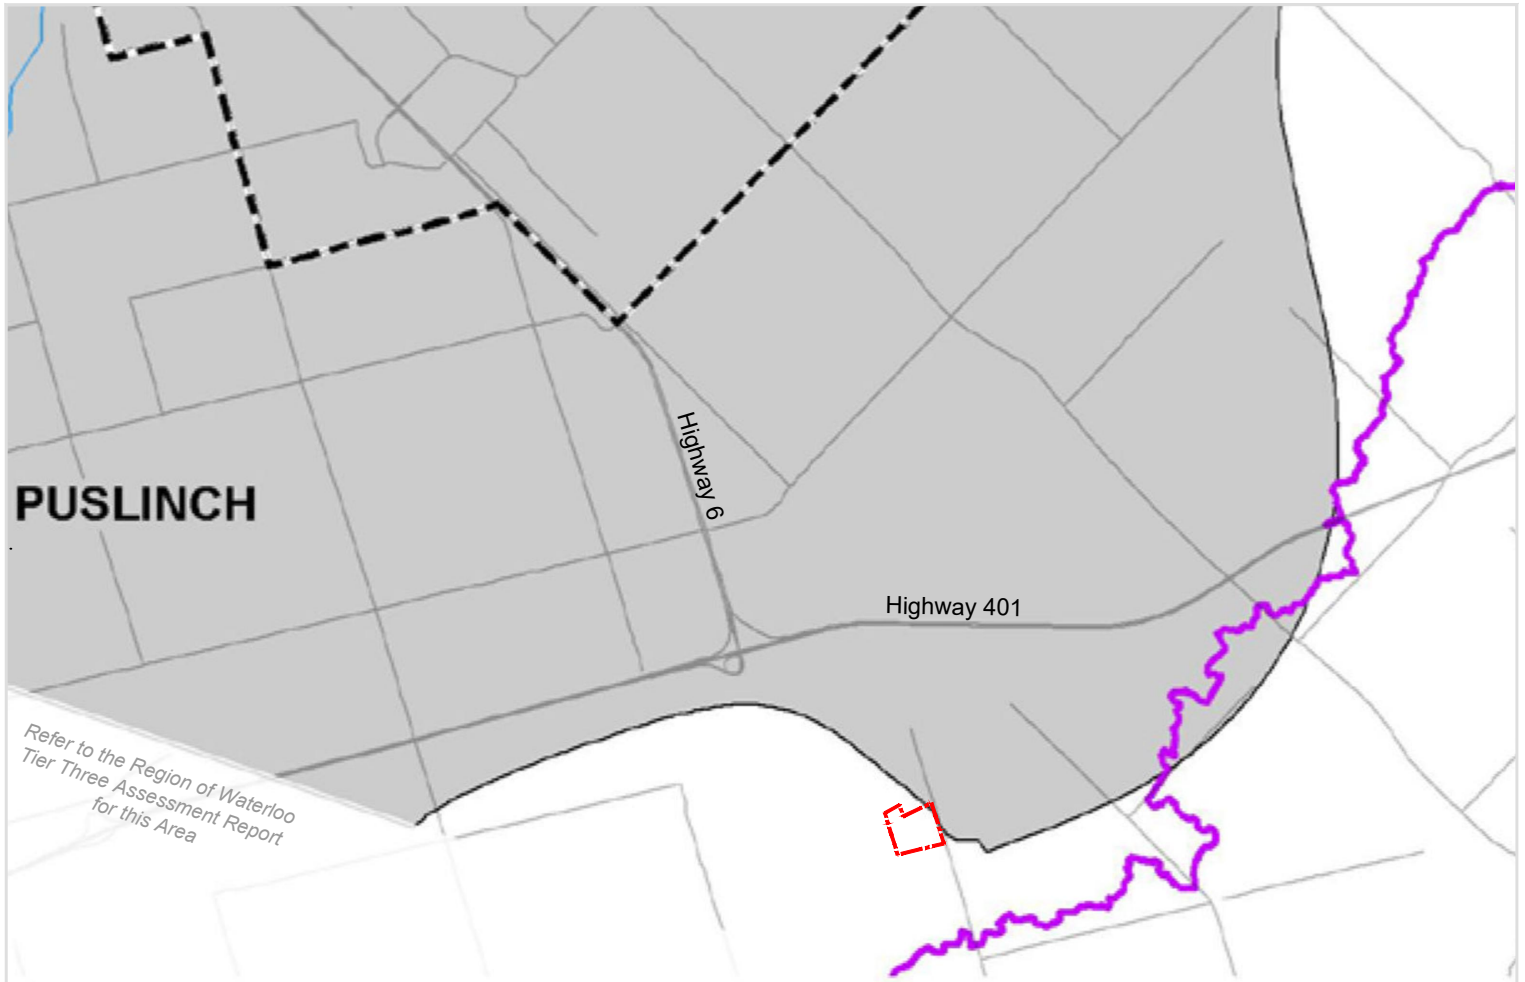 Highway 6
PUSLINCH
Highway 401
Refer to the Region of Waterloo
Tier Three Assessment Report
for this Area